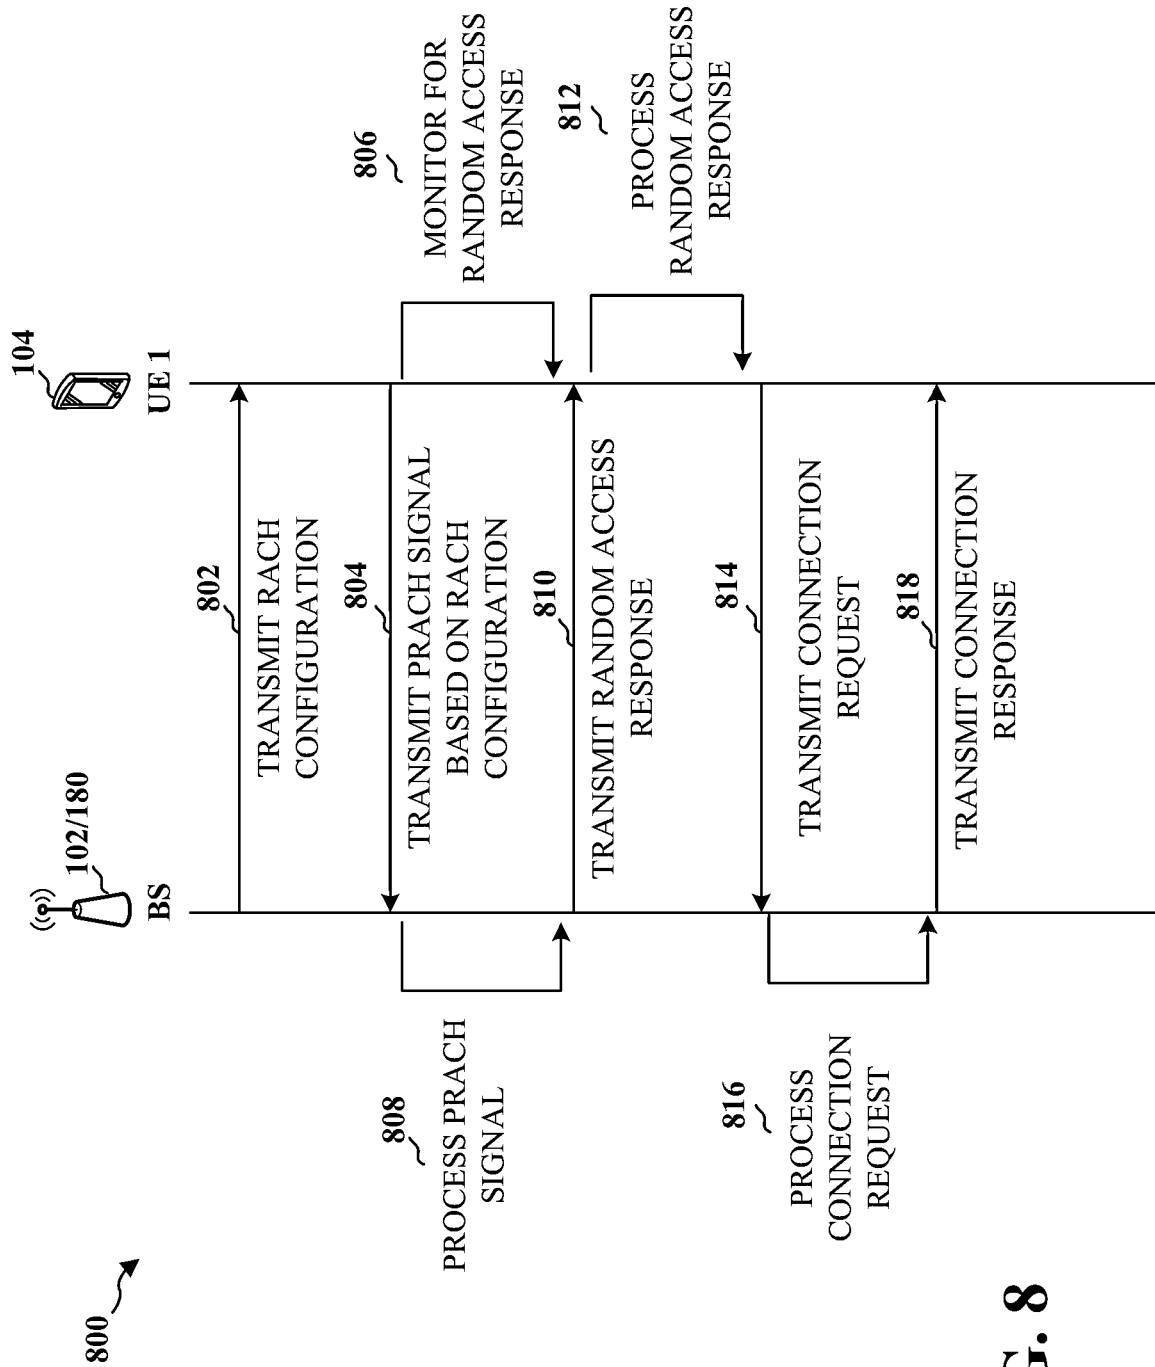 800
102/180
BS
104
UE 1
802
TRANSMIT RACH
CONFIGURATION
804
TRANSMIT PRACH SIGNAL
BASED ON RACH
CONFIGURATION
806
MONITOR FOR
RANDOM ACCESS
RESPONSE
808
PROCESS PRACH
SIGNAL
810
TRANSMIT RANDOM ACCESS
RESPONSE
812
PROCESS
RANDOM ACCESS
RESPONSE
814
TRANSMIT CONNECTION
REQUEST
816
PROCESS
CONNECTION
REQUEST
818
TRANSMIT CONNECTION
RESPONSE
G. 8